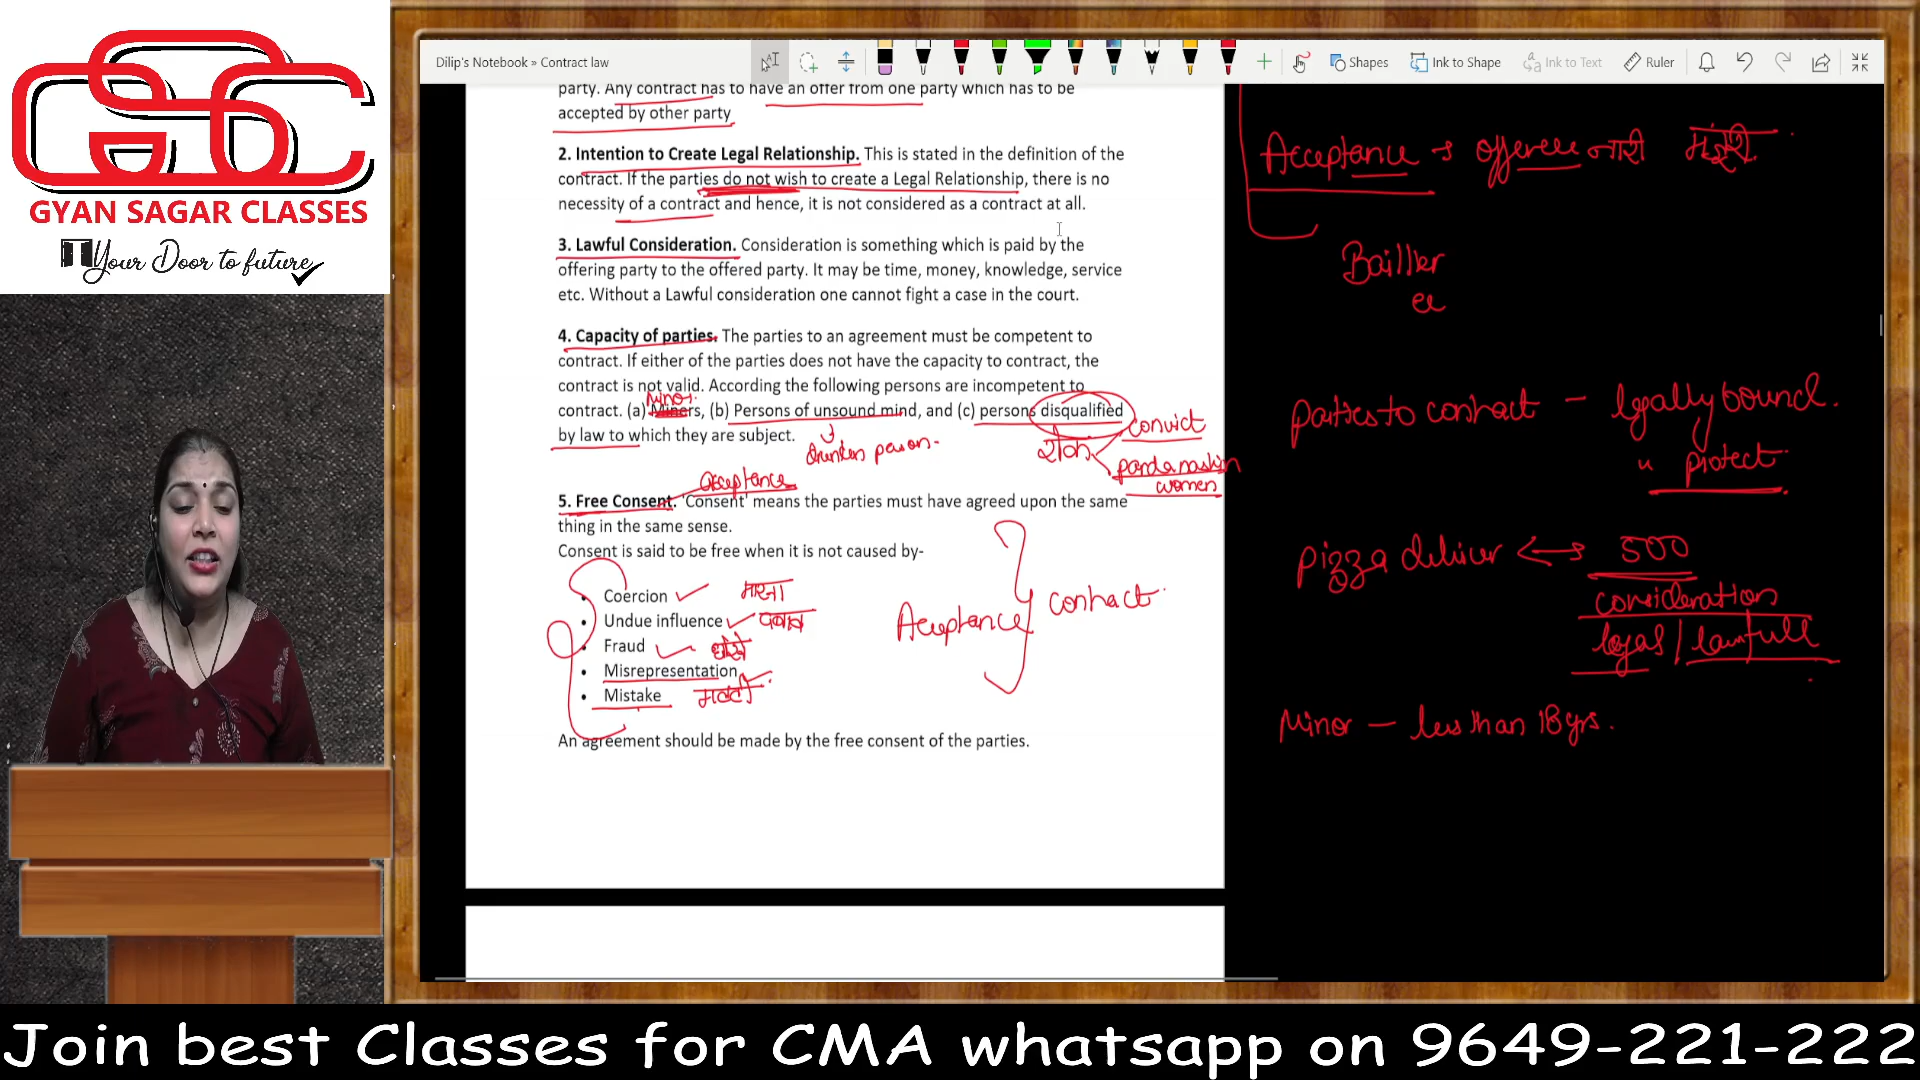 GSC
GYAN SAGAR CLASSES
Your Door to future
Dilip's Notebook » Contract law
Shapes
Ink to Shape
Ink to Text
Ruler
party. Any contract has to have an offer from one party which has to be
accepted by other party
2. Intention to Create Legal Relationship. This is stated in the definition of the
contract. If the parties do not wish to create a Legal Relationship, there is no
necessity of a contract and hence, it is not considered as a contract at all.
3. Lawful Consideration. Consideration is something which is paid by the
offering party to the offered party. It may be time, money, knowledge, service
etc. Without a Lawful consideration one cannot fight a case in the court.
4. Capacity of parties. The parties to an agreement must be competent to
contract. If either of the parties does not have the capacity to contract, the
contract is not valid. According the following persons are incompetent to
Minor
contract. (a) Miners, (b) Persons of unsound mind, and (c) persons disqualified
by law to which they are subject.
drunken person
रोक
convict
pardanashin
women
Acceptance
5. Free Consent. 'Consent' means the parties must have agreed upon the same
thing in the same sense.
Consent is said to be free when it is not caused by-
• Coercion
• Undue influence दबाव
• Fraud
• Misrepresentation
• Mistake गलती
Acceptance
contract
An agreement should be made by the free consent of the parties.
Acceptance → offeree मंजूरी
Bailler
ee
Parties to contract - legally bound.
" protect
pizza deliver ↔ 500
consideration
legal / lawfull
Minor - less than 18 yrs.
Join best Classes for CMA whatsapp on 9649-221-222